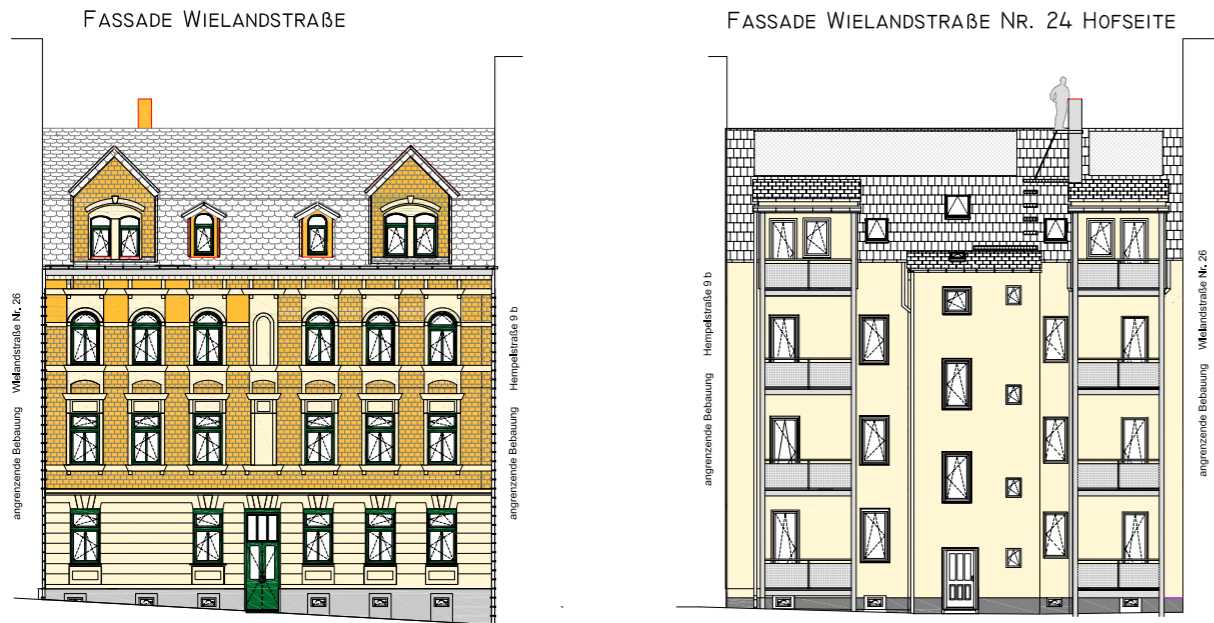 FASSADE WIELANDSTRAßE
FASSADE WIELANDSTRAßE NR. 24 HOFSEITE
angrenzende Bebauung Wielandstraße Nr. 26
angrenzende Bebauung Hempelstraße 9 b
angrenzende Bebauung Hempelstraße 9 b
angrenzende Bebauung Wielandstraße Nr. 26